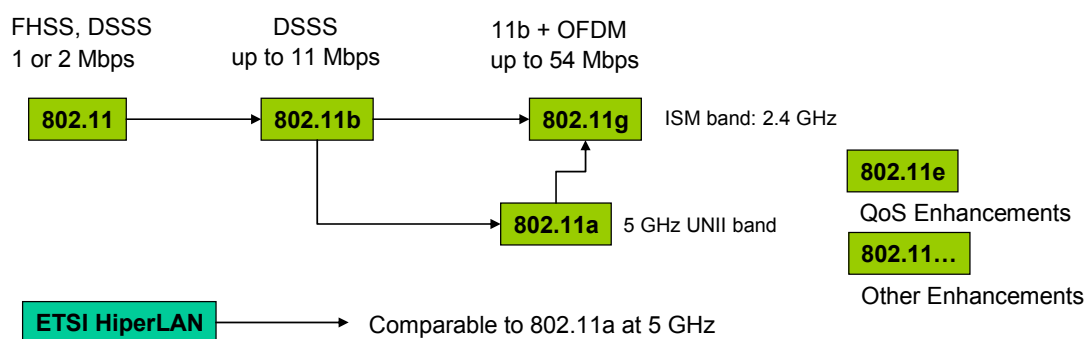 FHSS, DSSS
1 or 2 Mbps
DSSS
up to 11 Mbps
11b + OFDM
up to 54 Mbps
802.11
802.11b
802.11g
ISM band: 2.4 GHz
802.11e
QoS Enhancements
802.11a
5 GHz UNII band
802.11…
Other Enhancements
ETSI HiperLAN
Comparable to 802.11a at 5 GHz